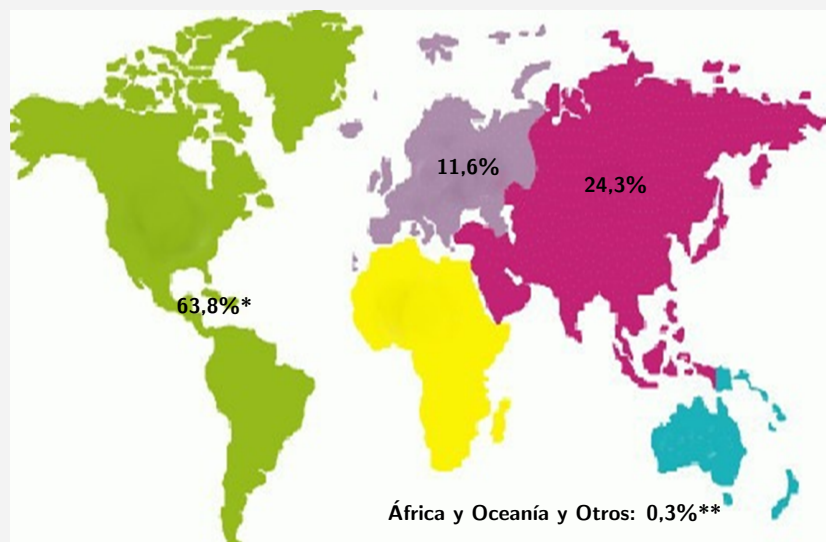 11,6%
24,3%
63,8%*
África y Oceanía y Otros: 0,3%**